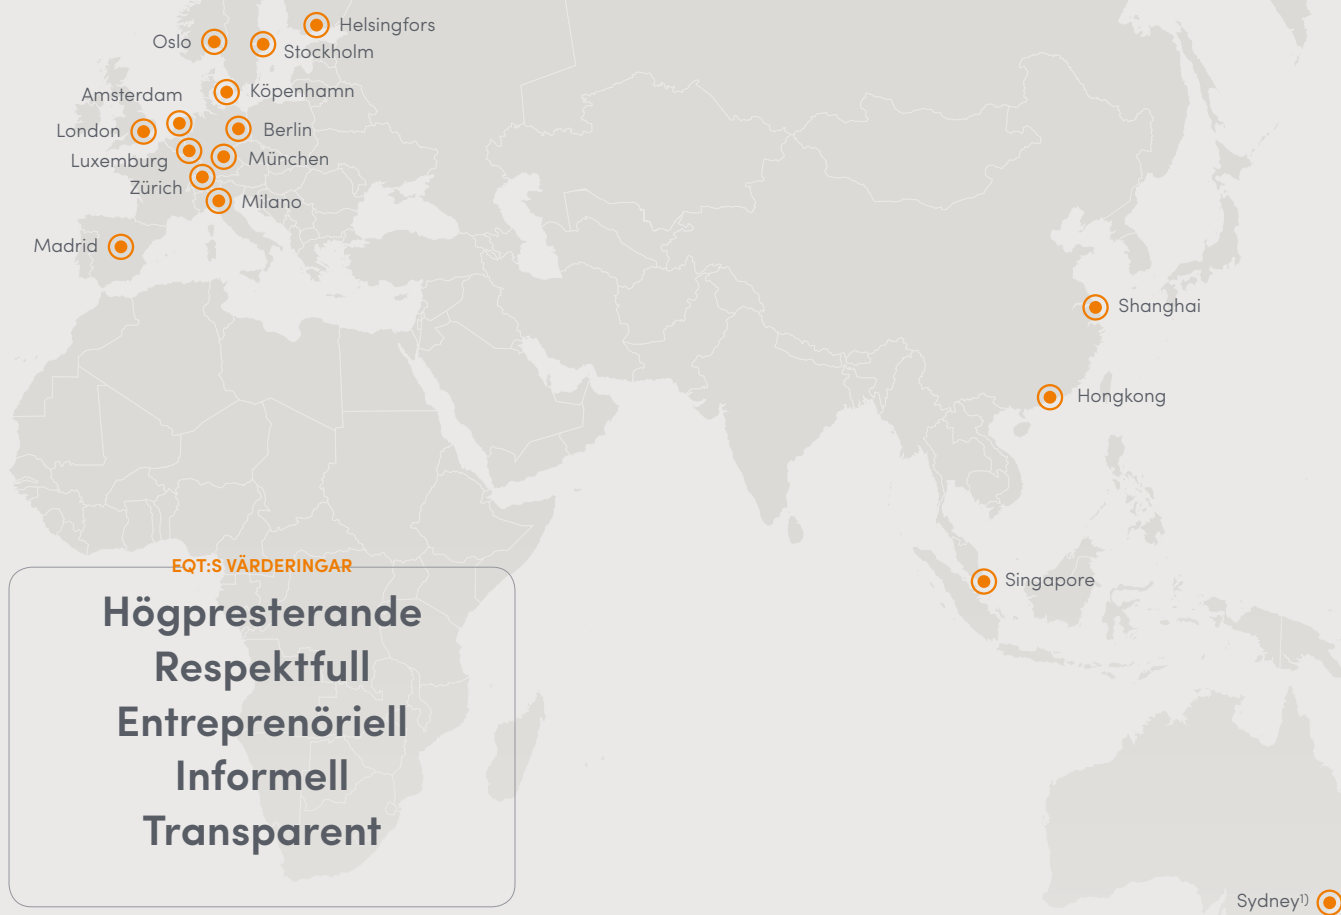 Helsingfors
Oslo
Stockholm
Köpenhamn
Amsterdam
London
Berlin
Luxemburg
München
Zürich
Milano
Madrid
Shanghai
Hongkong
Singapore
EQT:S VÄRDERINGAR
Högpresterande
Respektfull
Entreprenöriell
Informell
Transparent
Sydney1)